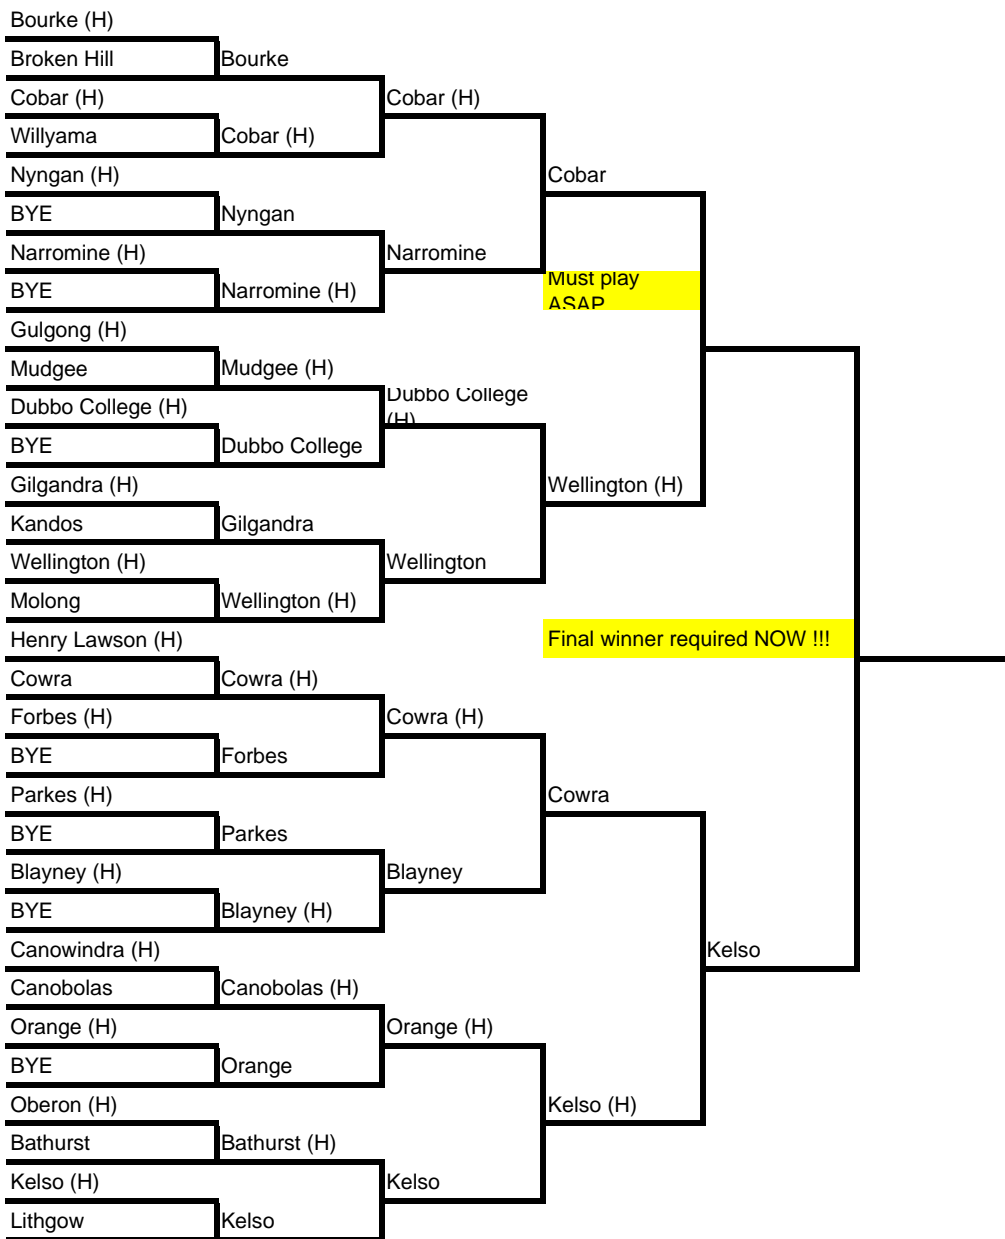 Bourke (H)
Broken Hill
Bourke
Cobar (H)
Cobar (H)
Willyama
Cobar (H)
Nyngan (H)
Cobar
BYE
Nyngan
Narromine (H)
Narromine
BYE
Narromine (H)
Must play
ASAP
Gulgong (H)
Mudgee
Mudgee (H)
Dubbo College (H)
Dubbo College
(H)
BYE
Dubbo College
Gilgandra (H)
Wellington (H)
Kandos
Gilgandra
Wellington (H)
Wellington
Molong
Wellington (H)
Henry Lawson (H)
Final winner required NOW !!!
Cowra
Cowra (H)
Forbes (H)
Cowra (H)
BYE
Forbes
Parkes (H)
Cowra
BYE
Parkes
Blayney (H)
Blayney
BYE
Blayney (H)
Canowindra (H)
Kelso
Canobolas
Canobolas (H)
Orange (H)
Orange (H)
BYE
Orange
Oberon (H)
Kelso (H)
Bathurst
Bathurst (H)
Kelso (H)
Kelso
Lithgow
Kelso